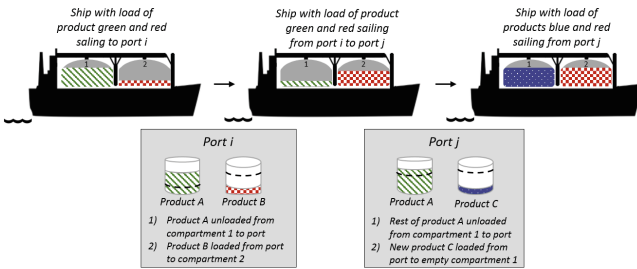 Ship with load of
product green and red
saling to port i
Ship with load of product
green and red sailing
from port i to port j
Ship with load of
products blue and red
sailing from port j
1 2
1 2
1 2
Port i
Product A Product B
1) Product A unloaded from
compartment 1 to port
2) Product B loaded from port
to compartment 2
Port j
Product A Product C
1) Rest of product A unloaded
from compartment 1 to port
2) New product C loaded from
port to empty compartment 1